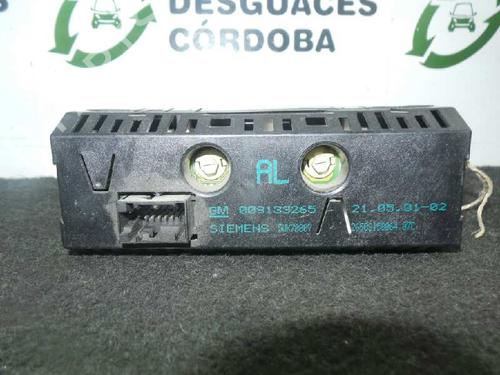 DESGUACES
CÓRDOBA
AL
GM 009133265 21.05.01-02
SIEMENS